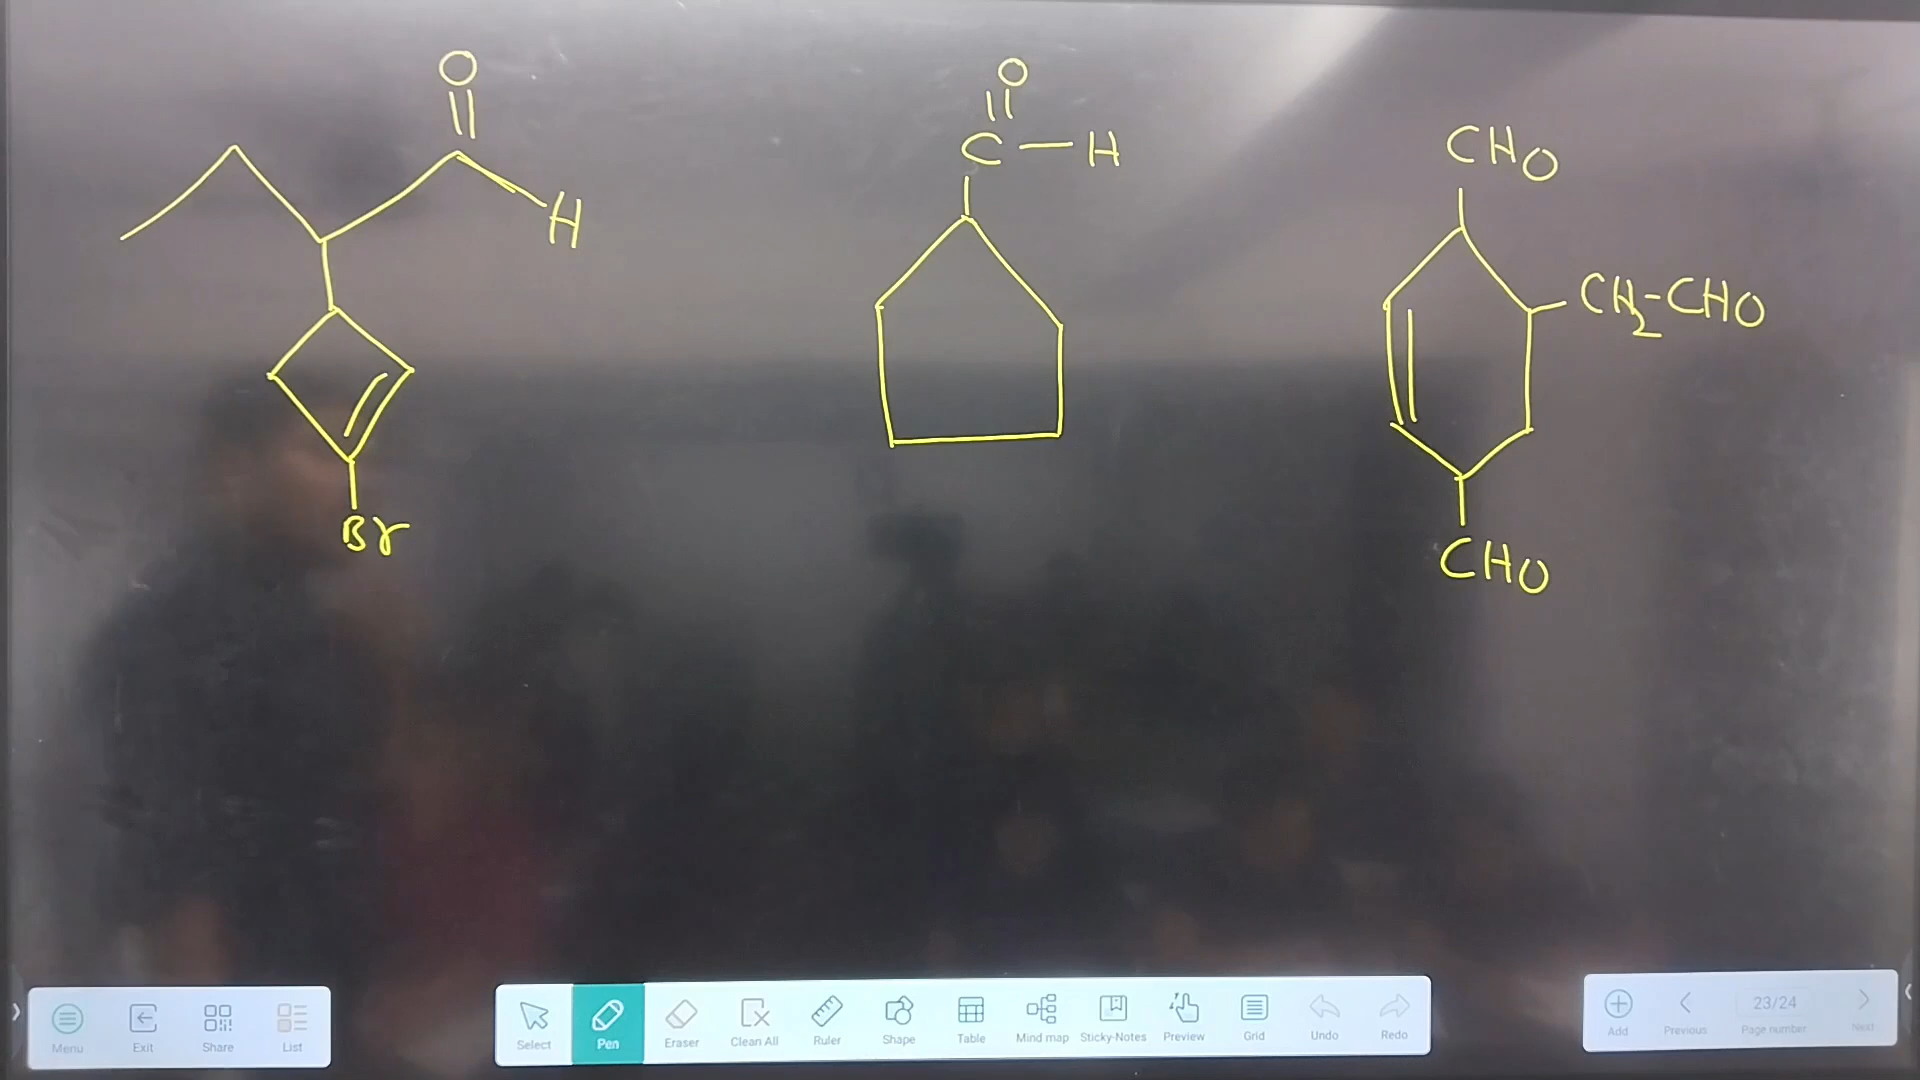 O
H
Br
O
C-H
CHO
CH2-CHO
CHO
Menu
Exit
Share
List
Select
Pen
Eraser
Clean All
Ruler
Shape
Table
Mind map
Sticky-Notes
Preview
Grid
Undo
Redo
Add
Previous
23/24
Page number
Next